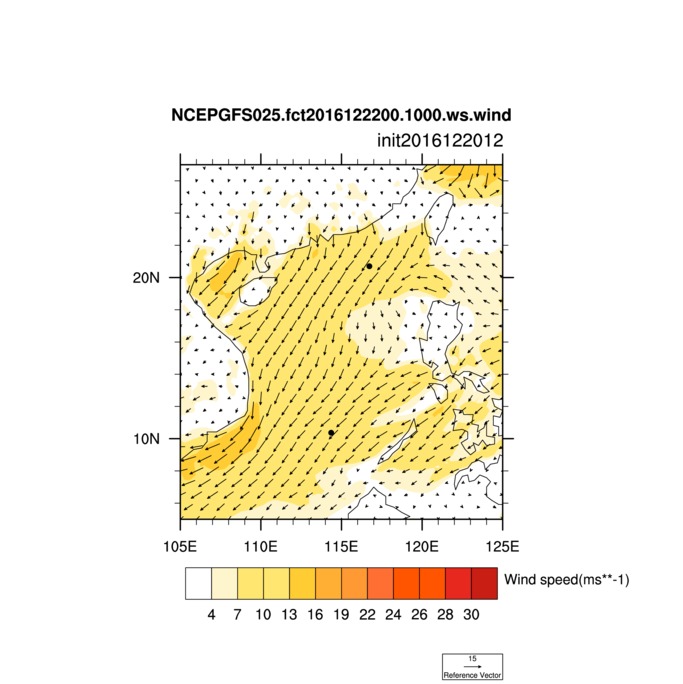 NCEPGFS025.fct2016122200.1000.ws.wind
init2016122012
20N
10N
105E 110E 115E 120E 125E
Wind speed(ms**-1)
4 7 10 13 16 19 22 24 26 28 30
15
Reference Vector